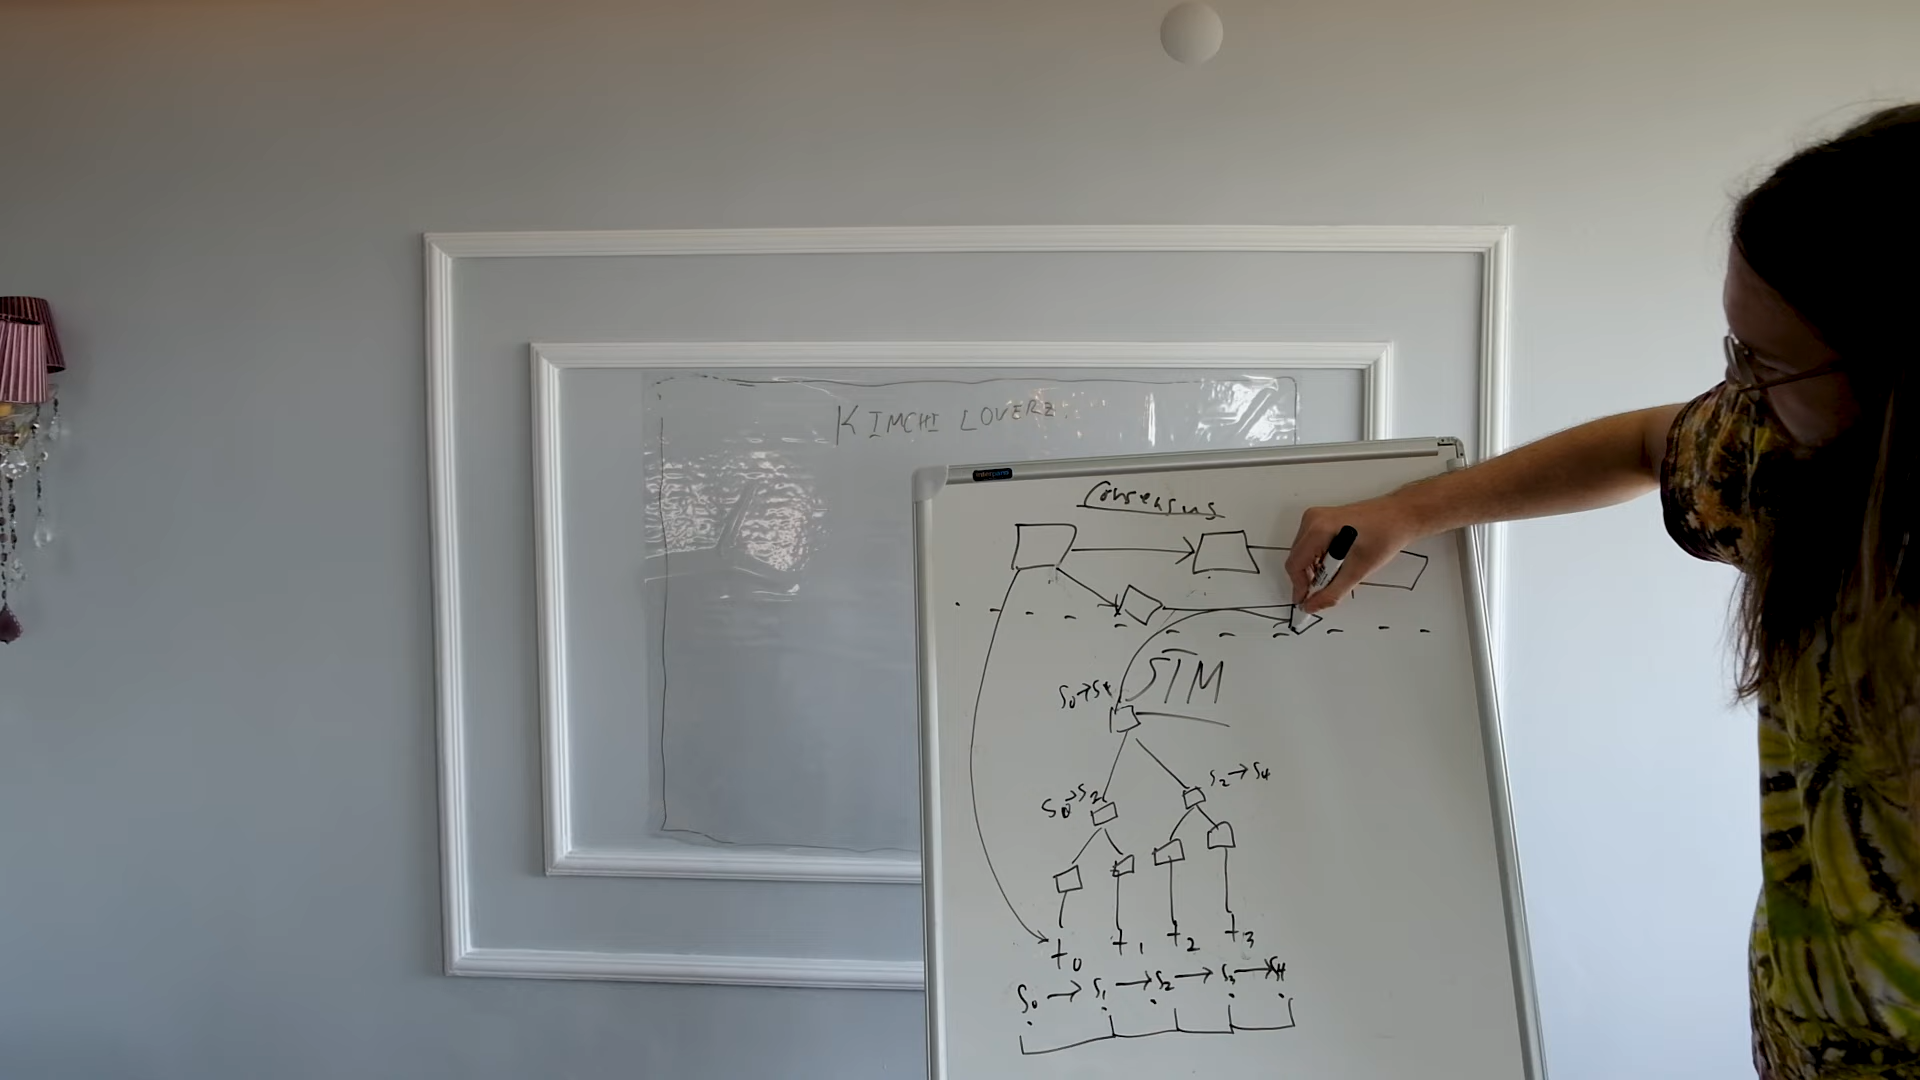 KIMCHI LOVERZ.
Consensus
STM
S0→S4
S0→S2
S2→S4
t0 t1 t2 t3
S0 → S1 → S2 → S3 → S4